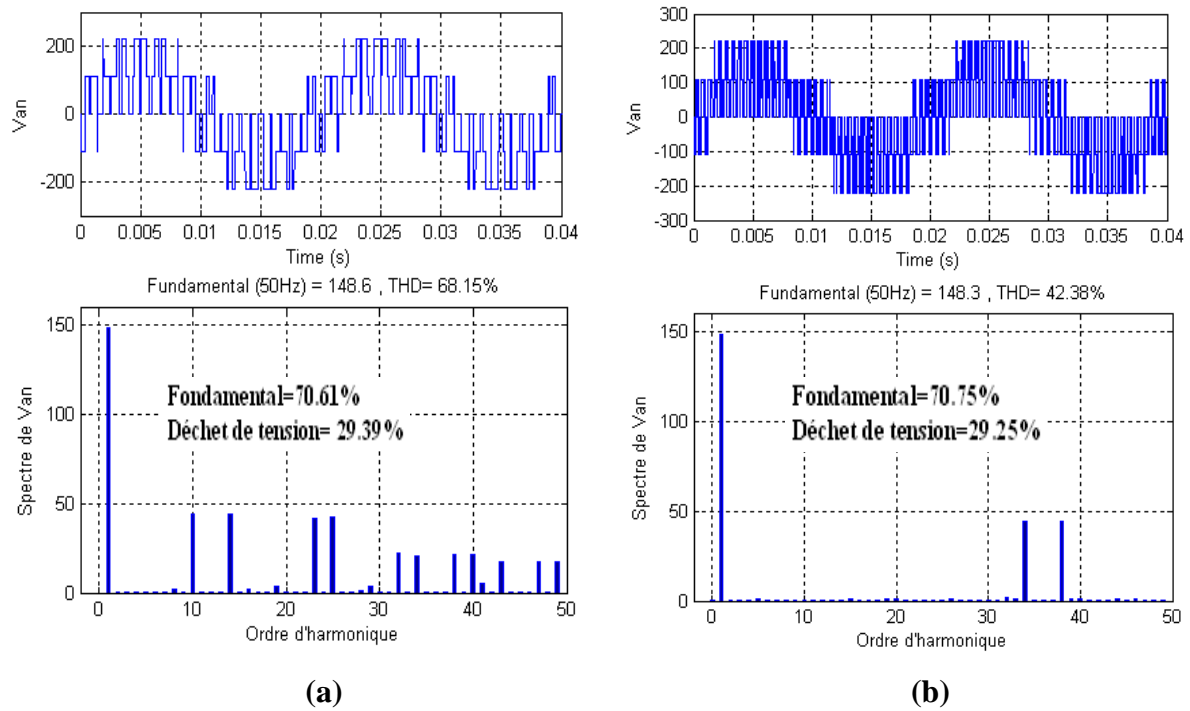 200
0
-200
Van
0 0.005 0.01 0.015 0.02 0.025 0.03 0.035 0.04
Time (s)
Fundamental (50Hz) = 148.6 , THD= 68.15%
150
100
50
0
Spectre de Van
Fondamental=70.61%
Déchet de tension= 29.39%
0 10 20 30 40 50
Ordre d'harmonique
(a)
300
200
100
0
-100
-200
-300
Van
0 0.005 0.01 0.015 0.02 0.025 0.03 0.035 0.04
Time (s)
Fundamental (50Hz) = 148.3 , THD= 42.38%
150
100
50
0
Spectre de Van
Fondamental=70.75%
Déchet de tension=29.25%
0 10 20 30 40 50
Ordre d'harmonique
(b)